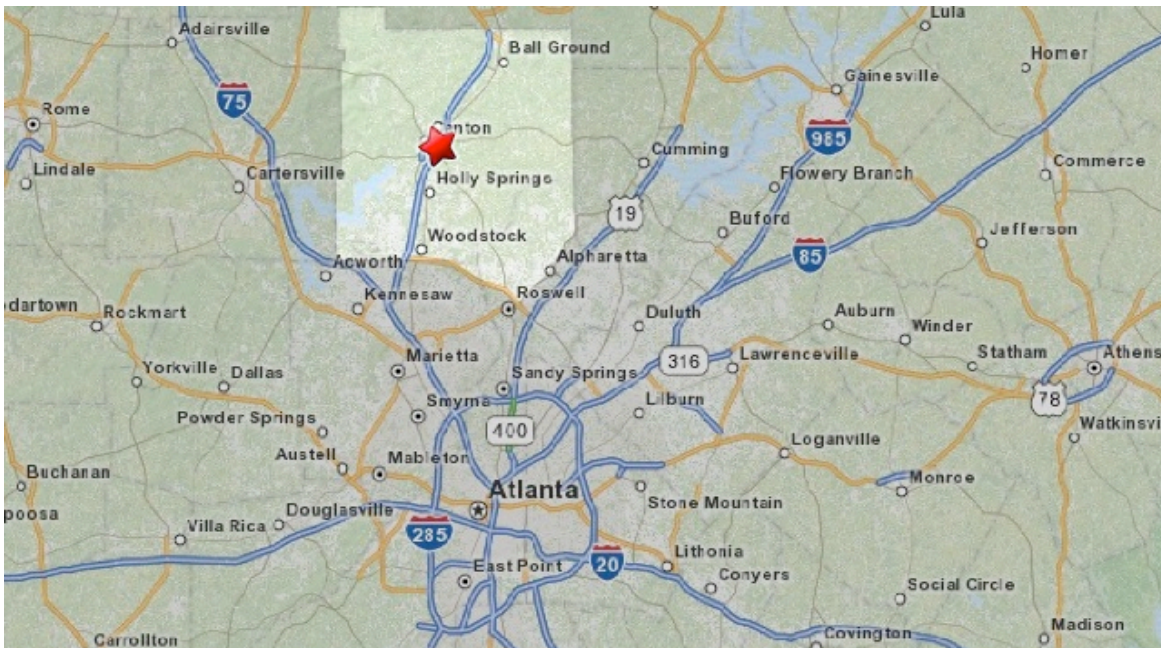 Adairsville
Lula
Ball Ground
Homer
Gainesville
75
Rome
Canton
985
Cumming
Commerce
Lindale
Cartersville
Holly Springs
Flowery Branch
19
Buford
Jefferson
Woodstock
85
Alpharetta
Acworth
Kennesaw
Roswell
dartown
Rockmart
Duluth
Auburn
Winder
Marietta
316
Lawrenceville
Statham
Athens
Yorkville
Dallas
Sandy Springs
78
Smyrna
Lilburn
Powder Springs
400
Watkinsvi
Loganville
Austell
Mableton
Buchanan
Monroe
Atlanta
Stone Mountain
poosa
Douglasville
Villa Rica
285
Lithonia
20
East Point
Conyers
Social Circle
Madison
Carrollton
Covington